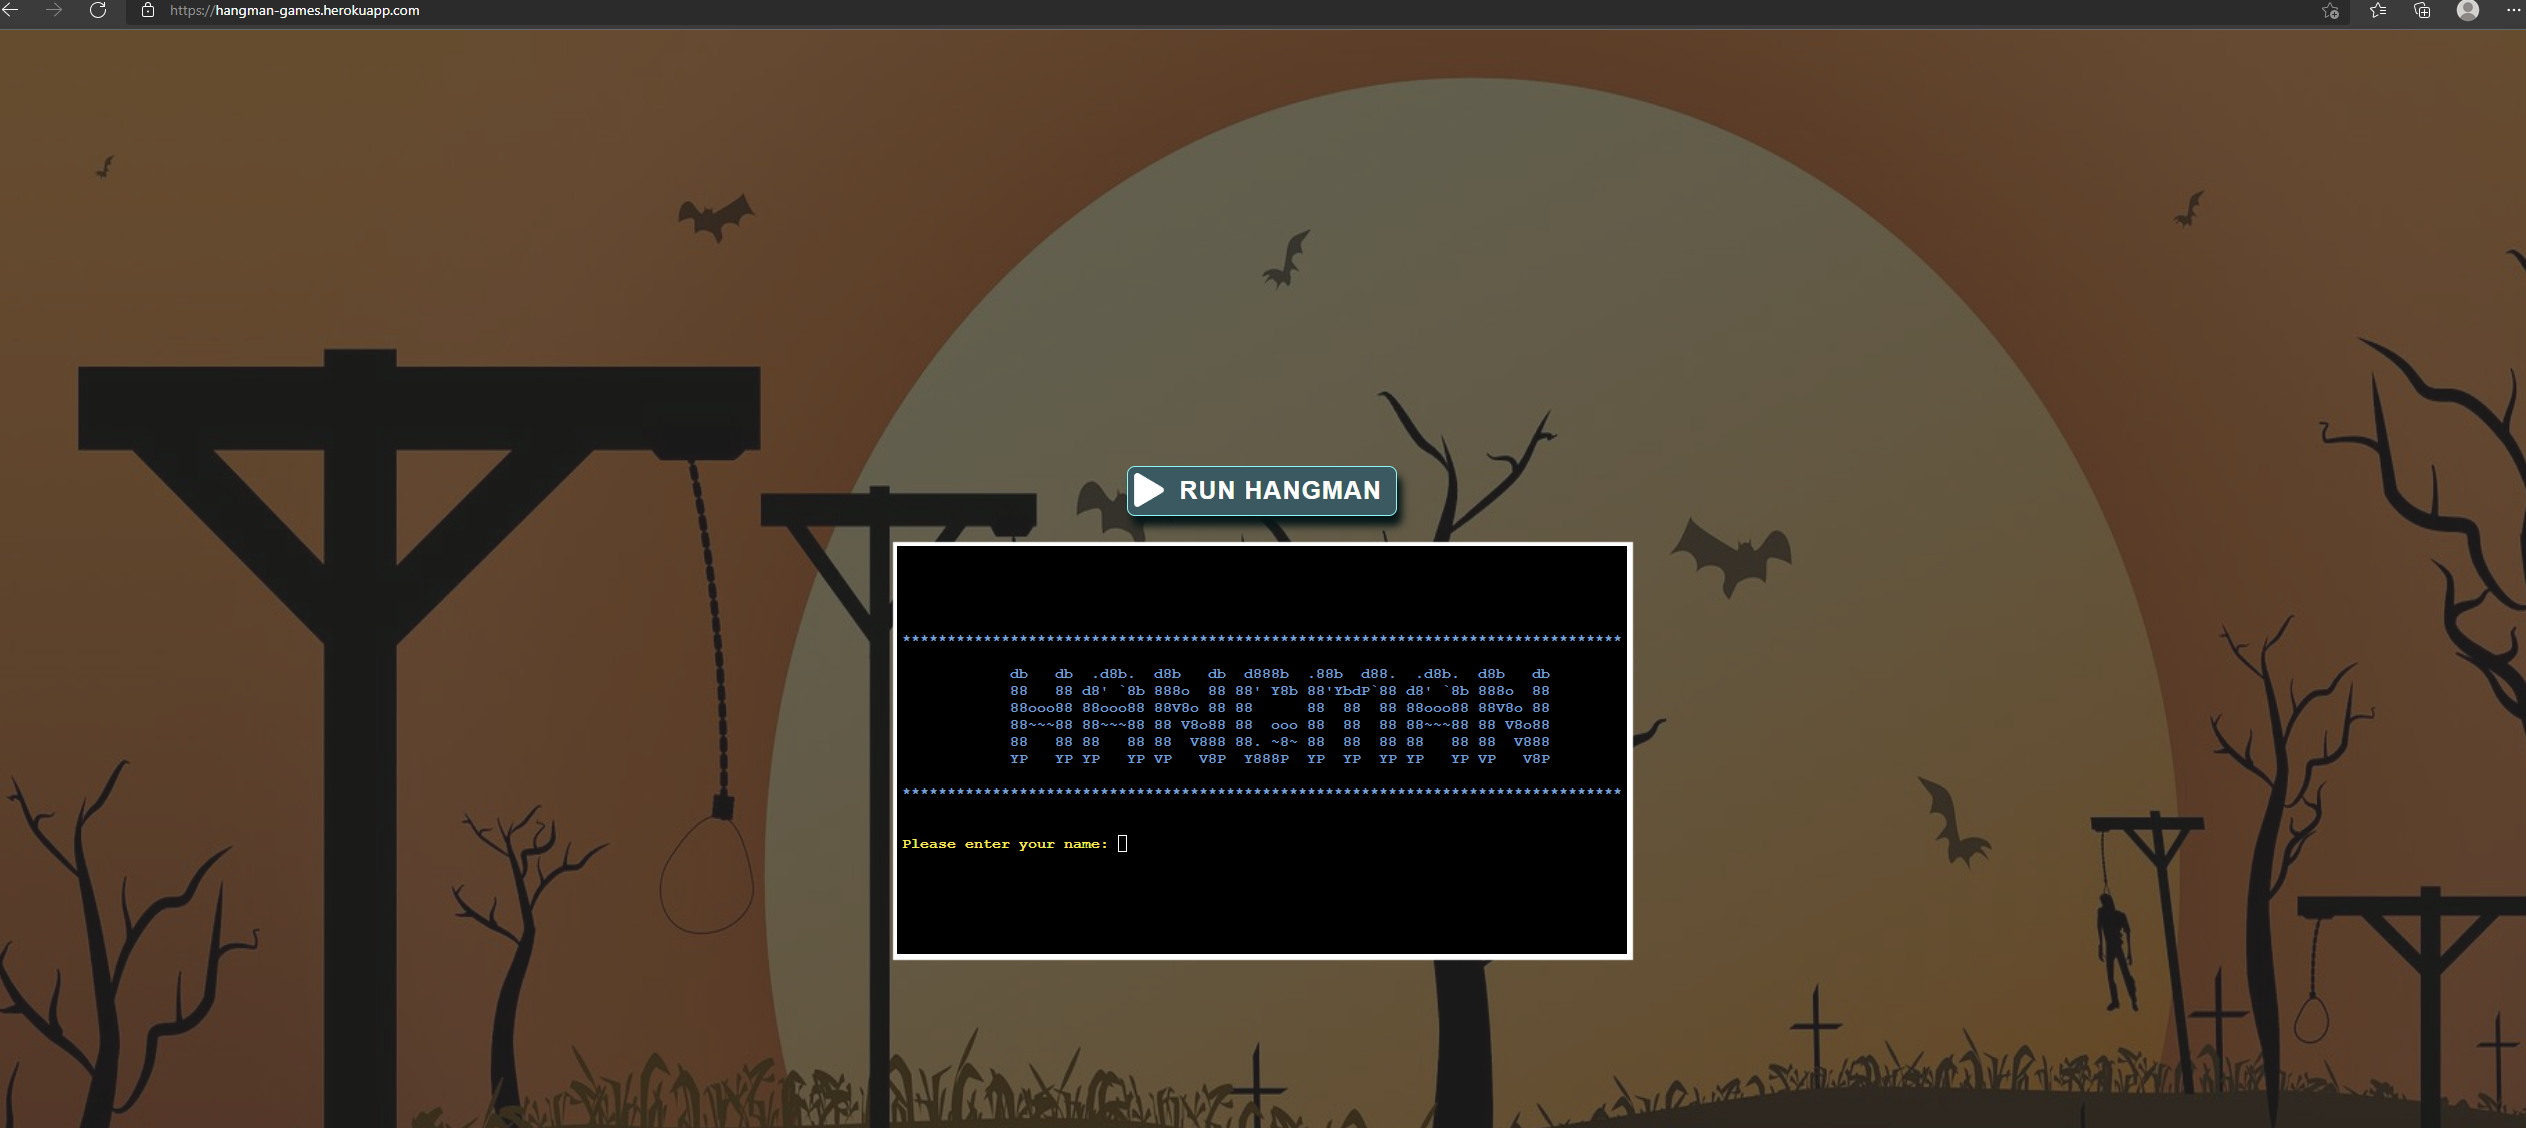 https://hangman-games.herokuapp.com
RUN HANGMAN
********************************************************************************
db   db  .d8b.  d8b   db  d888b  .88b  d88.  .d8b.  d8b   db
88   88 d8' `8b 888o  88 88' Y8b 88'YbdP`88 d8' `8b 888o  88
88ooo88 88ooo88 88V8o 88 88      88  88  88 88ooo88 88V8o 88
88~~~88 88~~~88 88 V8o88 88  ooo 88  88  88 88~~~88 88 V8o88
88   88 88   88 88  V888 88. ~8~ 88  88  88 88   88 88  V888
YP   YP YP   YP VP   V8P  Y888P  YP  YP  YP YP   YP VP   V8P
********************************************************************************
Please enter your name: